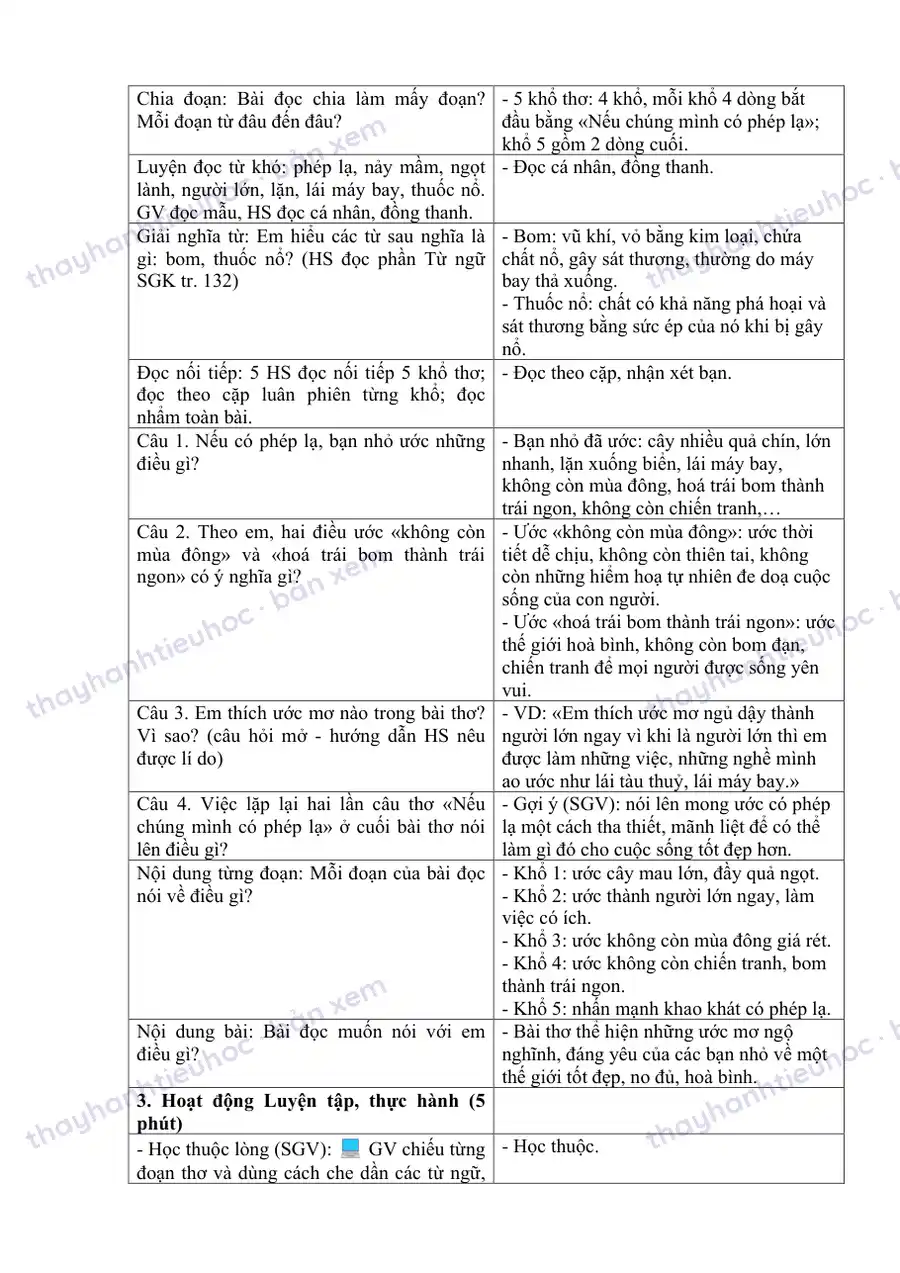 Chia đoạn: Bài đọc chia làm mấy đoạn?
Mỗi đoạn từ đâu đến đâu?
- 5 khổ thơ: 4 khổ, mỗi khổ 4 dòng bắt
đầu bằng «Nếu chúng mình có phép lạ»;
khổ 5 gồm 2 dòng cuối.
Luyện đọc từ khó: phép lạ, nảy mầm, ngọt
lành, người lớn, lặn, lái máy bay, thuốc nổ.
GV đọc mẫu, HS đọc cá nhân, đồng thanh.
- Đọc cá nhân, đồng thanh.
Giải nghĩa từ: Em hiểu các từ sau nghĩa là
gì: bom, thuốc nổ? (HS đọc phần Từ ngữ
SGK tr. 132)
- Bom: vũ khí, vỏ bằng kim loại, chứa
chất nổ, gây sát thương, thường do máy
bay thả xuống.
- Thuốc nổ: chất có khả năng phá hoại và
sát thương bằng sức ép của nó khi bị gây
nổ.
Đọc nối tiếp: 5 HS đọc nối tiếp 5 khổ thơ;
đọc theo cặp luân phiên từng khổ; đọc
nhẩm toàn bài.
- Đọc theo cặp, nhận xét bạn.
Câu 1. Nếu có phép lạ, bạn nhỏ ước những
điều gì?
- Bạn nhỏ đã ước: cây nhiều quả chín, lớn
nhanh, lặn xuống biển, lái máy bay,
không còn mùa đông, hoá trái bom thành
trái ngon, không còn chiến tranh,…
Câu 2. Theo em, hai điều ước «không còn
mùa đông» và «hoá trái bom thành trái
ngon» có ý nghĩa gì?
- Ước «không còn mùa đông»: ước thời
tiết dễ chịu, không còn thiên tai, không
còn những hiểm hoạ tự nhiên đe doạ cuộc
sống của con người.
- Ước «hoá trái bom thành trái ngon»: ước
thế giới hoà bình, không còn bom đạn,
chiến tranh để mọi người được sống yên
vui.
Câu 3. Em thích ước mơ nào trong bài thơ?
Vì sao? (câu hỏi mở - hướng dẫn HS nêu
được lí do)
- VD: «Em thích ước mơ ngủ dậy thành
người lớn ngay vì khi là người lớn thì em
được làm những việc, những nghề mình
ao ước như lái tàu thuỷ, lái máy bay.»
Câu 4. Việc lặp lại hai lần câu thơ «Nếu
chúng mình có phép lạ» ở cuối bài thơ nói
lên điều gì?
- Gợi ý (SGV): nói lên mong ước có phép
lạ một cách tha thiết, mãnh liệt để có thể
làm gì đó cho cuộc sống tốt đẹp hơn.
Nội dung từng đoạn: Mỗi đoạn của bài đọc
nói về điều gì?
- Khổ 1: ước cây mau lớn, đầy quả ngọt.
- Khổ 2: ước thành người lớn ngay, làm
việc có ích.
- Khổ 3: ước không còn mùa đông giá rét.
- Khổ 4: ước không còn chiến tranh, bom
thành trái ngon.
- Khổ 5: nhấn mạnh khao khát có phép lạ.
Nội dung bài: Bài đọc muốn nói với em
điều gì?
- Bài thơ thể hiện những ước mơ ngộ
nghĩnh, đáng yêu của các bạn nhỏ về một
thế giới tốt đẹp, no đủ, hoà bình.
3. Hoạt động Luyện tập, thực hành (5
phút)
- Học thuộc lòng (SGV): GV chiếu từng
đoạn thơ và dùng cách che dần các từ ngữ,
- Học thuộc.
thayhanhtieuhoc · bản xem
thayhanhtieuhoc · b
thayhanhtieuhoc · bản xem
thayhanhtieuhoc · b
thayhanhtieuhoc · bản xem
thayhanhtieuhoc · b